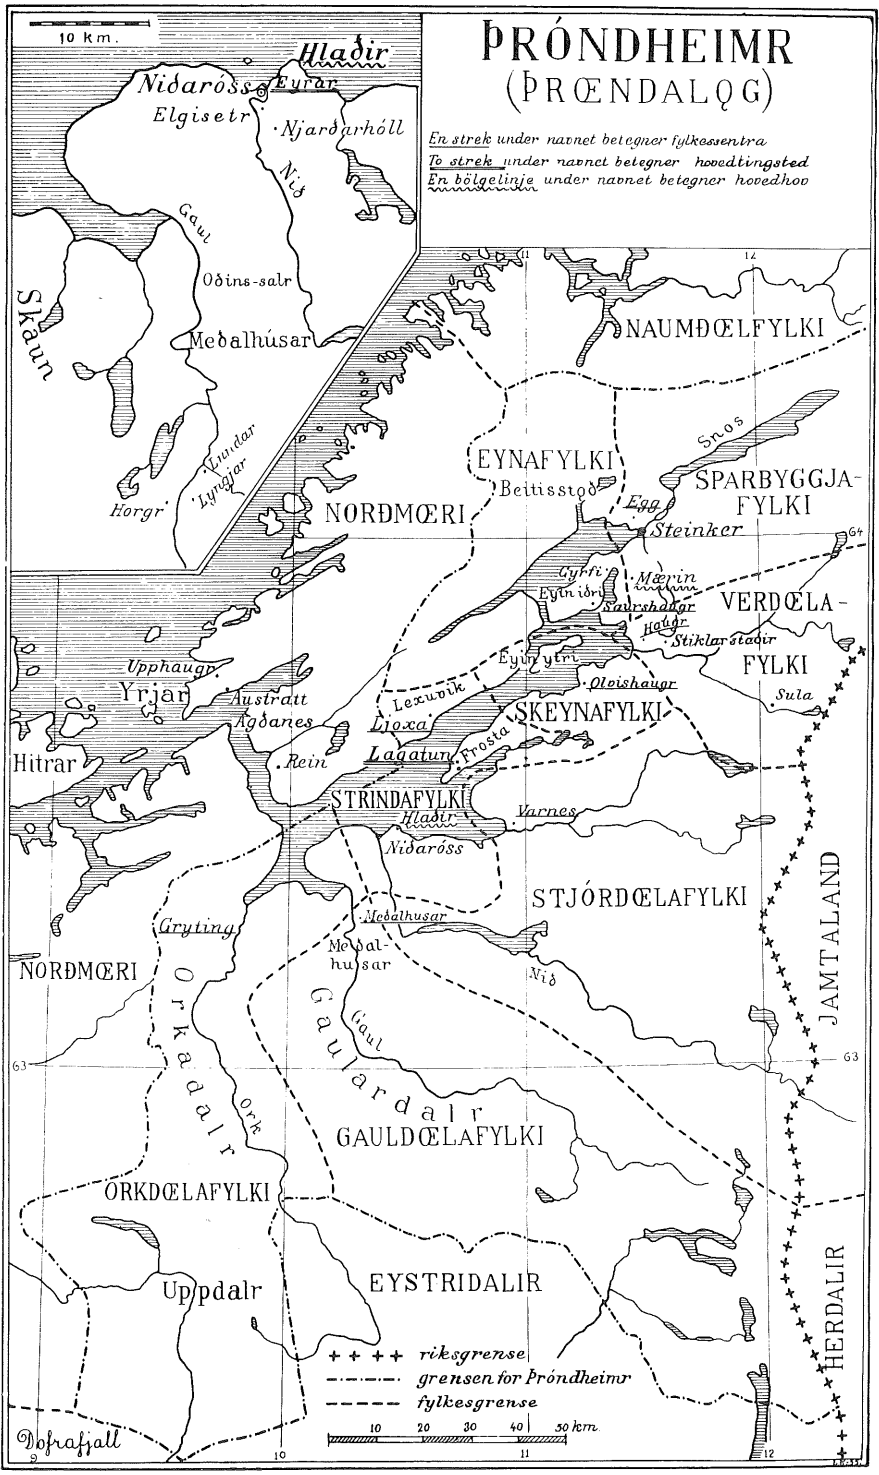 ÞRÓNDHEIMR
(ÞRŒNDALǪG)
En strek under navnet betegner fylkessentra
To strek under navnet betegner hovedtingsted
En bölgelinje under navnet betegner hovedhov
10 km.
Hlaðir
Niðaróss
Eyrar
Elgisetr
Njarðarhóll
Nið
Gaul
Oðins-salr
Skaun
Meðalhúsar
Lundar
Lyngjar
Horgr
11
12
NAUMDŒLFYLKI
Snos
EYNAFYLKI
Beitisstoð
SPARBYGGJA-
FYLKI
Egg
NORÐMŒRI
Steinker
64
Gyrfi
Mærin
Eyin iðri
Saurshaugr
VERDŒLA-
Haugr
Stiklarstaðir
Eyin ytri
FYLKI
Upphaugr
Yrjar
Austratt
Lexuvik
Olvishaugr
Sula
Agðanes
Ljoxa
SKEYNAFYLKI
Hitrar
Rein
Lagatun
Frosta
STRINDAFYLKI
Hlaðir
Varnes
Niðaróss
STJÓRDŒLAFYLKI
JAMTALAND
Gryting
Meðalhusar
Meðal-
husar
NORÐMŒRI
Nið
Orkadalr
Gaulardalr
Gaul
63
63
Ork
GAULDŒLAFYLKI
ORKDŒLAFYLKI
Uppdalr
EYSTRIDALIR
HERDALIR
riksgrense
grensen for Þróndheimr
fylkesgrense
10 20 30 40 50 km.
Dofrafjall
9
10
11
12